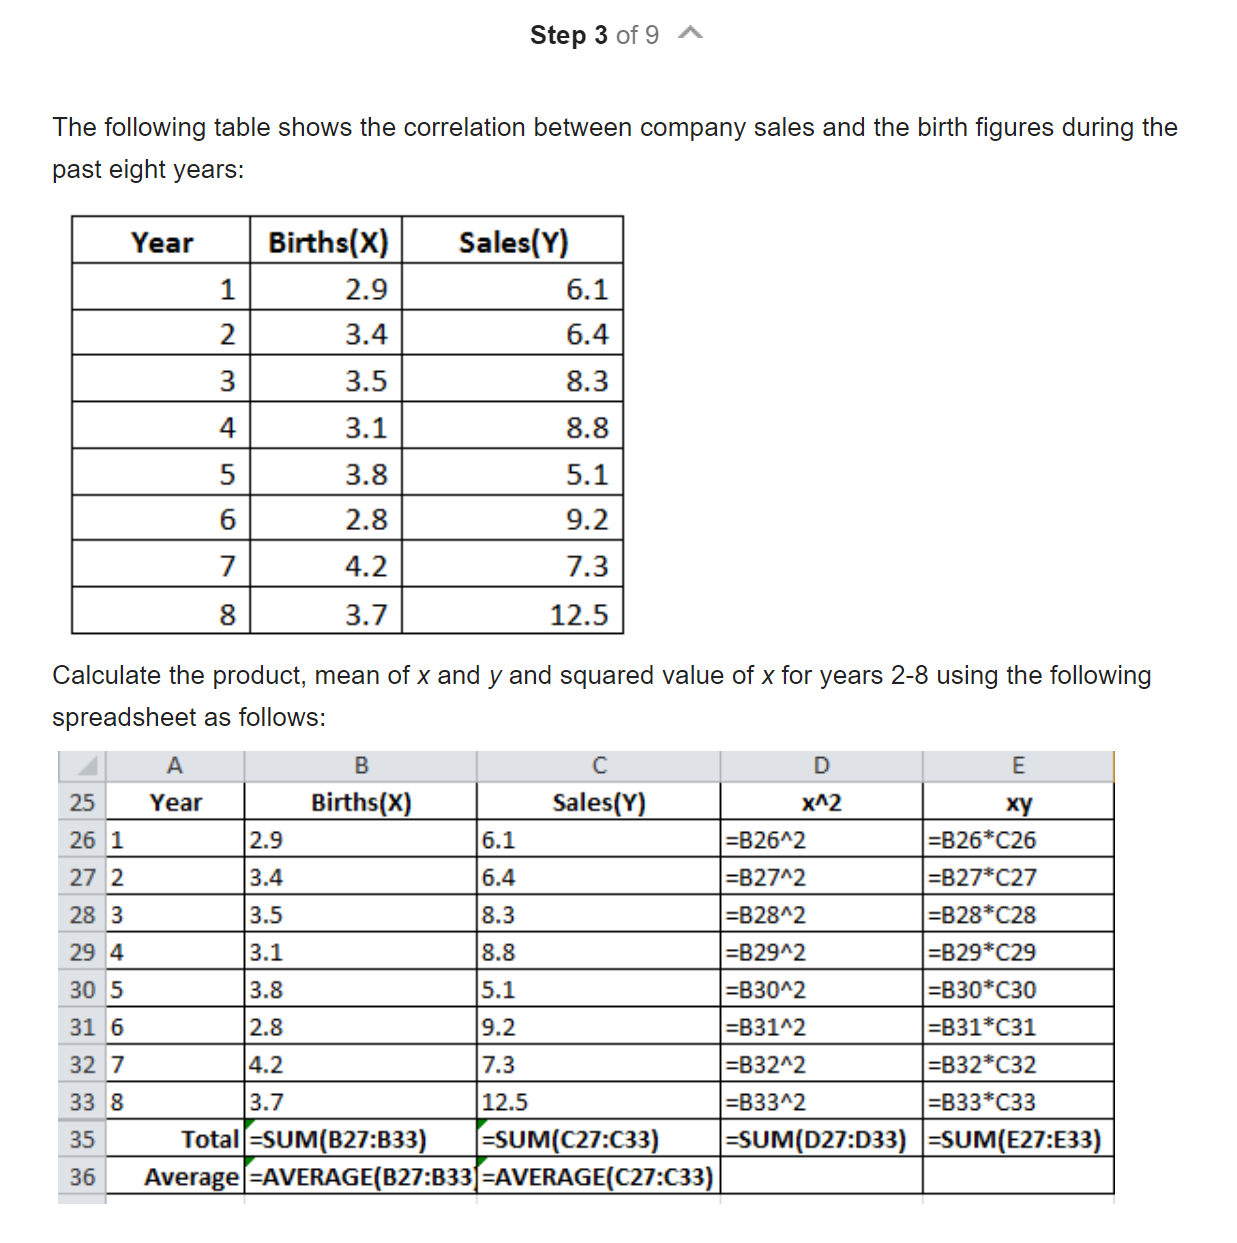 Step 3 of 9
The following table shows the correlation between company sales and the birth figures during the
past eight years:
Year Births(X) Sales(Y)
1 2.9 6.1
2 3.4 6.4
3 3.5 8.3
4 3.1 8.8
5 3.8 5.1
6 2.8 9.2
7 4.2 7.3
8 3.7 12.5
Calculate the product, mean of x and y and squared value of x for years 2-8 using the following
spreadsheet as follows:
A B C D E
25 Year Births(X) Sales(Y) x^2 xy
26 1 2.9 6.1 =B26^2 =B26*C26
27 2 3.4 6.4 =B27^2 =B27*C27
28 3 3.5 8.3 =B28^2 =B28*C28
29 4 3.1 8.8 =B29^2 =B29*C29
30 5 3.8 5.1 =B30^2 =B30*C30
31 6 2.8 9.2 =B31^2 =B31*C31
32 7 4.2 7.3 =B32^2 =B32*C32
33 8 3.7 12.5 =B33^2 =B33*C33
35 Total =SUM(B27:B33) =SUM(C27:C33) =SUM(D27:D33) =SUM(E27:E33)
36 Average =AVERAGE(B27:B33) =AVERAGE(C27:C33)